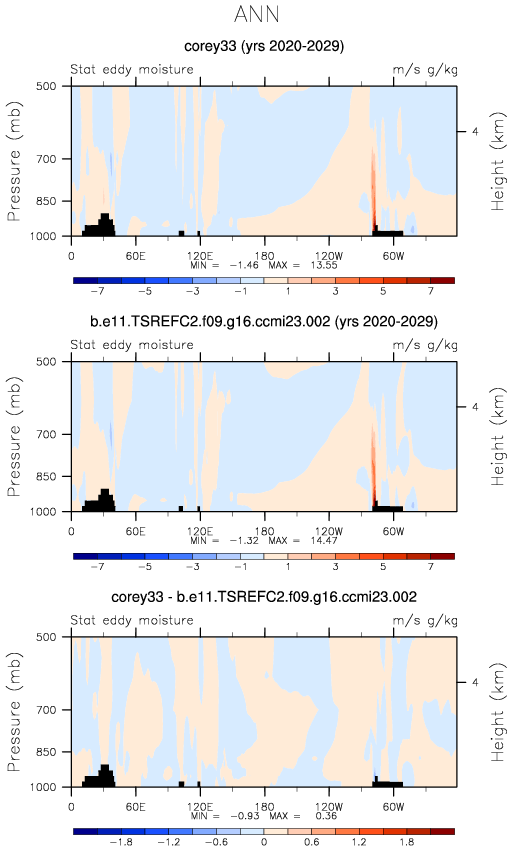 ANN
corey33 (yrs 2020-2029)
Stat eddy moisture m/s g/kg
500
700
850
1000
Pressure (mb)
4
Height (km)
0 60E 120E 180 120W 60W
MIN = -1.46 MAX = 13.55
-7 -5 -3 -1 1 3 5 7
b.e11.TSREFC2.f09.g16.ccmi23.002 (yrs 2020-2029)
Stat eddy moisture m/s g/kg
500
700
850
1000
Pressure (mb)
4
Height (km)
0 60E 120E 180 120W 60W
MIN = -1.32 MAX = 14.47
-7 -5 -3 -1 1 3 5 7
corey33 - b.e11.TSREFC2.f09.g16.ccmi23.002
Stat eddy moisture m/s g/kg
500
700
850
1000
Pressure (mb)
4
Height (km)
0 60E 120E 180 120W 60W
MIN = -0.93 MAX = 0.36
-1.8 -1.2 -0.6 0 0.6 1.2 1.8